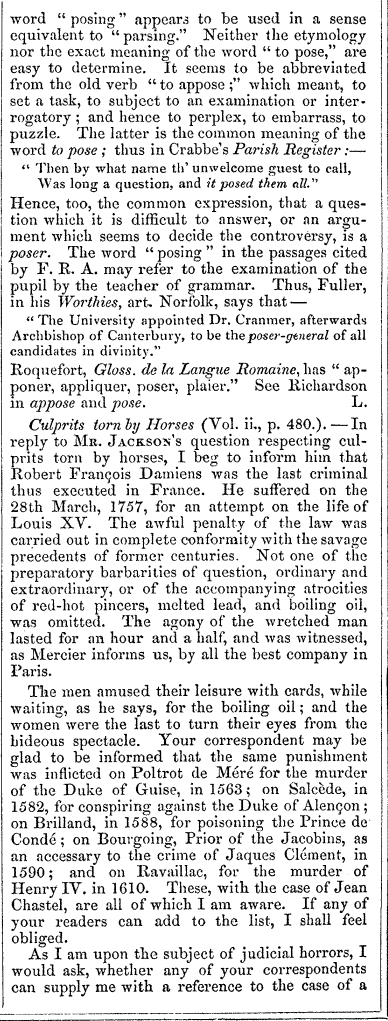 word “ posing” appears to be used in a sense
equivalent to “ parsing.” Neither the etymology
nor the exact meaning of the word “ to pose,” are
easy to determine. It seems to be abbreviated
from the old verb “ to appose ;” which meant, to
set a task, to subject to an examination or inter-
rogatory ; and hence to perplex, to embarrass, to
puzzle. The latter is the common meaning of the
word to pose ; thus in Crabbe's Parish Register :—
“ Then by what name th' unwelcome guest to call,
Was long a question, and it posed them all.”
Hence, too, the common expression, that a ques-
tion which it is difficult to answer, or an argu-
ment which seems to decide the controversy, is a
poser. The word “ posing ” in the passages cited
by F. R. A. may refer to the examination of the
pupil by the teacher of grammar. Thus, Fuller,
in his Worthies, art. Norfolk, says that —
“ The University appointed Dr. Cranmer, afterwards
Archbishop of Canterbury, to be the poser-general of all
candidates in divinity.”
Roquefort, Gloss. de la Langue Romaine, has “ ap-
poner, appliquer, poser, plaier.” See Richardson
in appose and pose. L.
Culprits torn by Horses (Vol. ii., p. 480.). — In
reply to MR. JACKSON's question respecting cul-
prits torn by horses, I beg to inform him that
Robert François Damiens was the last criminal
thus executed in France. He suffered on the
28th March, 1757, for an attempt on the life of
Louis XV. The awful penalty of the law was
carried out in complete conformity with the savage
precedents of former centuries. Not one of the
preparatory barbarities of question, ordinary and
extraordinary, or of the accompanying atrocities
of red-hot pincers, melted lead, and boiling oil,
was omitted. The agony of the wretched man
lasted for an hour and a half, and was witnessed,
as Mercier informs us, by all the best company in
Paris.
The men amused their leisure with cards, while
waiting, as he says, for the boiling oil ; and the
women were the last to turn their eyes from the
hideous spectacle. Your correspondent may be
glad to be informed that the same punishment
was inflicted on Poltrot de Méré for the murder
of the Duke of Guise, in 1563 ; on Salcède, in
1582, for conspiring against the Duke of Alençon ;
on Brilland, in 1588, for poisoning the Prince de
Condé ; on Bourgoing, Prior of the Jacobins, as
an accessary to the crime of Jaques Clément, in
1590 ; and on Ravaillac, for the murder of
Henry IV. in 1610. These, with the case of Jean
Chastel, are all of which I am aware. If any of
your readers can add to the list, I shall feel
obliged.
As I am upon the subject of judicial horrors, I
would ask, whether any of your correspondents
can supply me with a reference to the case of a